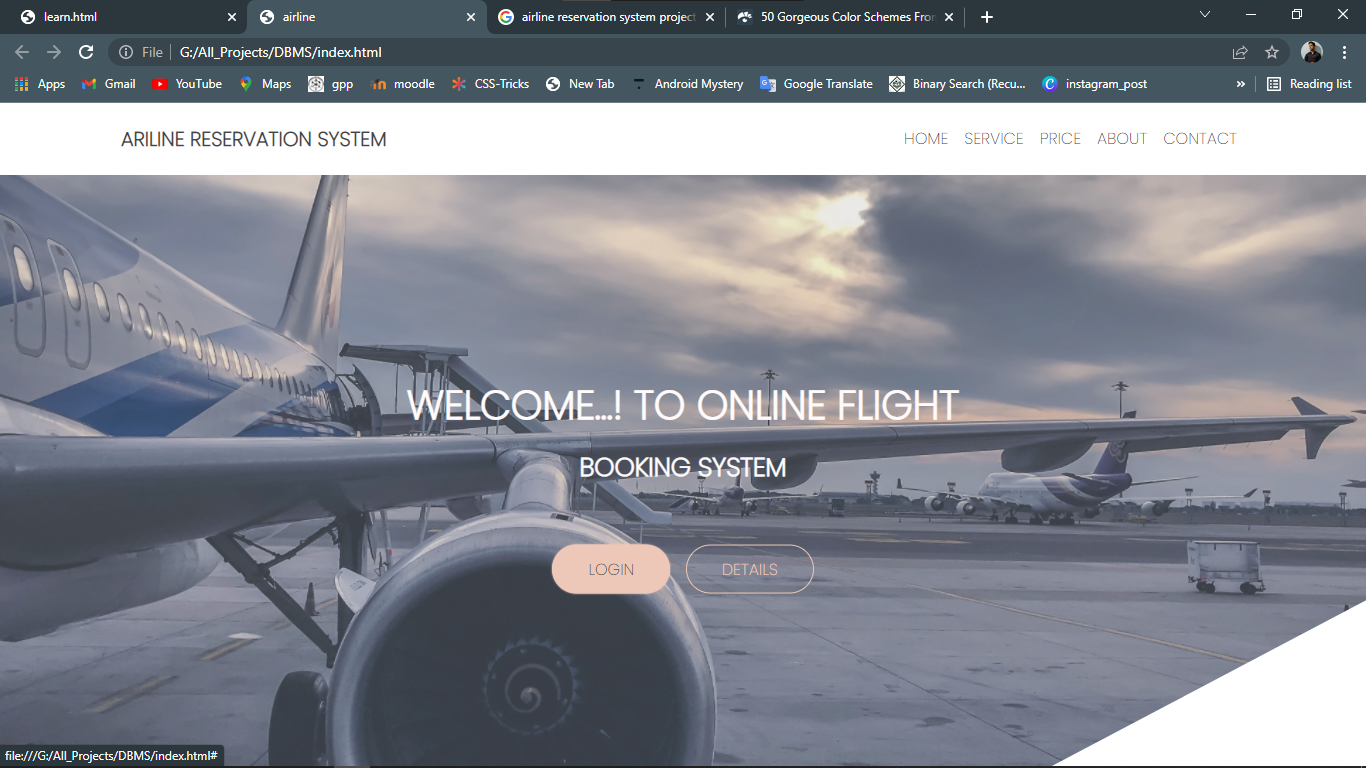 learn.html
airline
airline reservation system project
50 Gorgeous Color Schemes Fro
File
G:/All_Projects/DBMS/index.html
Apps
Gmail
YouTube
Maps
gpp
moodle
CSS-Tricks
New Tab
Android Mystery
Google Translate
Binary Search (Recu...
instagram_post
»
Reading list
ARILINE RESERVATION SYSTEM
HOME
SERVICE
PRICE
ABOUT
CONTACT
WELCOME...! TO ONLINE FLIGHT
BOOKING SYSTEM
LOGIN
DETAILS
file:///G:/All_Projects/DBMS/index.html#